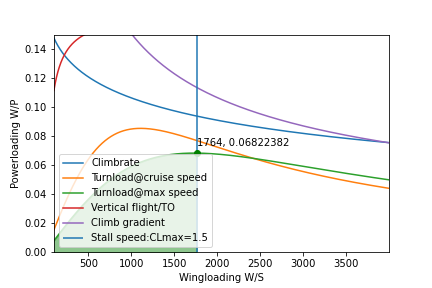 0.14
0.12
0.10
0.08
0.06
0.04
0.02
0.00
Powerloading W/P
1764, 0.06822382
Climbrate
Turnload@cruise speed
Turnload@max speed
Vertical flight/TO
Climb gradient
Stall speed:CLmax=1.5
500 1000 1500 2000 2500 3000 3500
Wingloading W/S